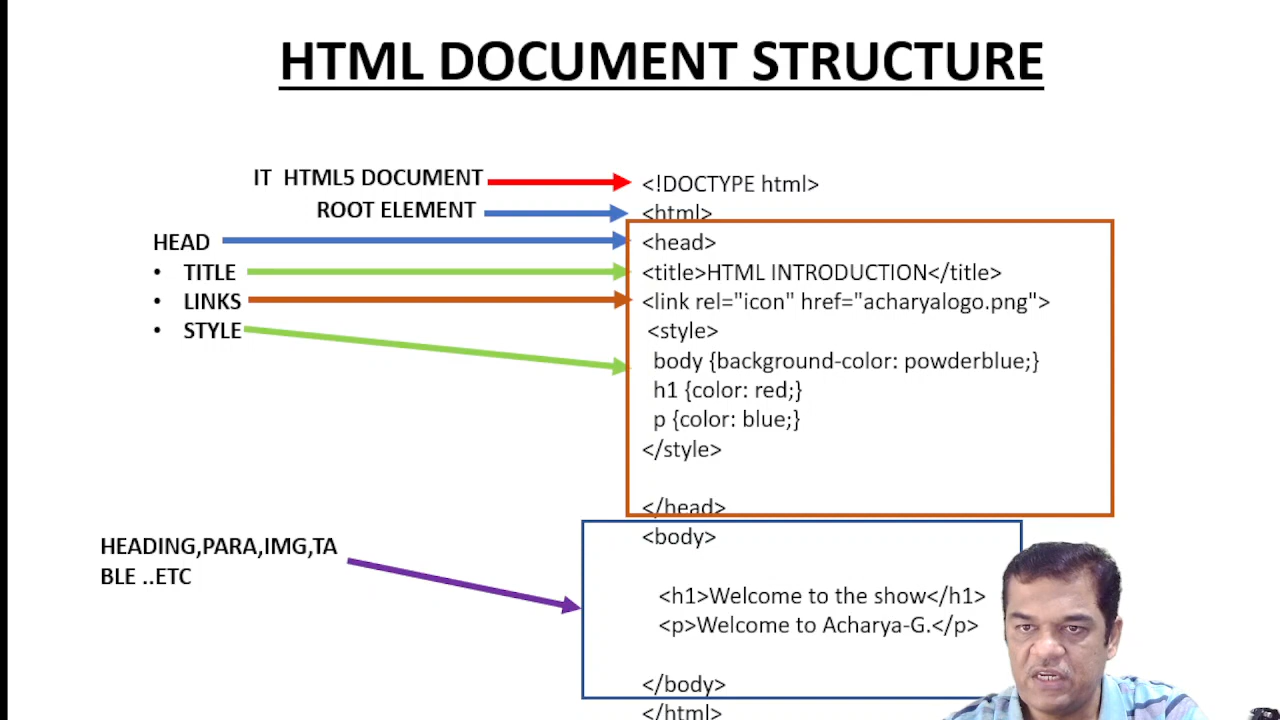 HTML DOCUMENT STRUCTURE
IT HTML5 DOCUMENT
ROOT ELEMENT
HEAD
• TITLE
• LINKS
• STYLE
HEADING,PARA,IMG,TA
BLE ..ETC
<!DOCTYPE html>
<html>
<head>
<title>HTML INTRODUCTION</title>
<link rel="icon" href="acharyalogo.png">
<style>
body {background-color: powderblue;}
h1 {color: red;}
p {color: blue;}
</style>
</head>
<body>
<h1>Welcome to the show</h1>
<p>Welcome to Acharya-G.</p>
</body>
</html>